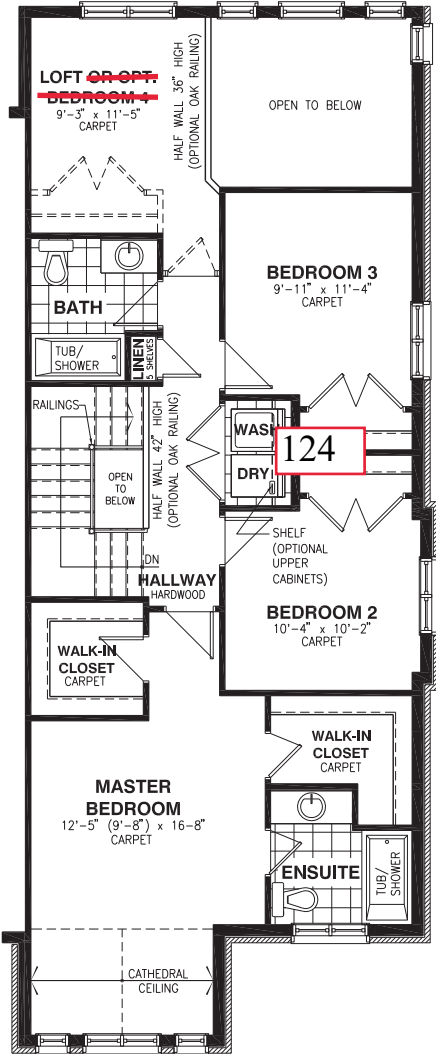 LOFT OR OPT.
BEDROOM 4
9'-3" x 11'-5"
CARPET
HALF WALL 36" HIGH
(OPTIONAL OAK RAILING)
OPEN TO BELOW
BEDROOM 3
9'-11" x 11'-4"
CARPET
BATH
TUB/
SHOWER
LINEN
5 SHELVES
RAILINGS
OPEN
TO
BELOW
HALF WALL 42" HIGH
(OPTIONAL OAK RAILING)
WASH
124
DRY
SHELF
(OPTIONAL
UPPER
CABINETS)
DN
HALLWAY
HARDWOOD
BEDROOM 2
10'-4" x 10'-2"
CARPET
WALK-IN
CLOSET
CARPET
WALK-IN
CLOSET
CARPET
MASTER
BEDROOM
12'-5" (9'-8") x 16'-8"
CARPET
ENSUITE
TUB/
SHOWER
CATHEDRAL
CEILING